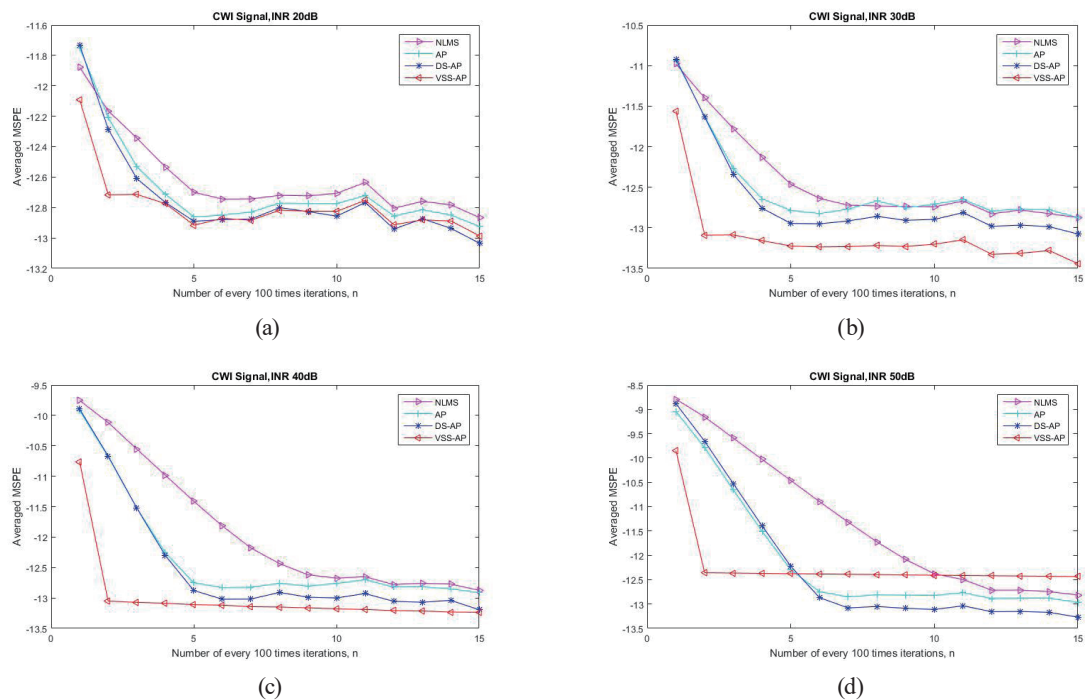 CWI Signal,INR 20dB
-11.6
-11.8
-12
-12.2
-12.4
-12.6
-12.8
-13
-13.2
Averaged MSPE
NLMS
AP
DS-AP
VSS-AP
0 5 10 15
Number of every 100 times iterations, n
(a)
CWI Signal,INR 30dB
-10.5
-11
-11.5
-12
-12.5
-13
-13.5
Averaged MSPE
NLMS
AP
DS-AP
VSS-AP
0 5 10 15
Number of every 100 times iterations, n
(b)
CWI Signal,INR 40dB
-9.5
-10
-10.5
-11
-11.5
-12
-12.5
-13
-13.5
Averaged MSPE
NLMS
AP
DS-AP
VSS-AP
0 5 10 15
Number of every 100 times iterations, n
(c)
CWI Signal,INR 50dB
-8.5
-9
-9.5
-10
-10.5
-11
-11.5
-12
-12.5
-13
-13.5
Averaged MSPE
NLMS
AP
DS-AP
VSS-AP
0 5 10 15
Number of every 100 times iterations, n
(d)